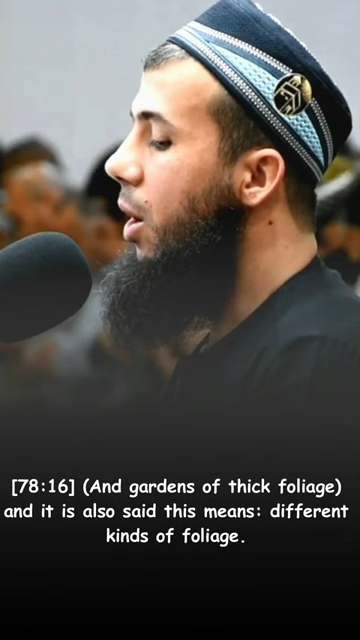 [78:16] (And gardens of thick foliage)
and it is also said this means: different
kinds of foliage.